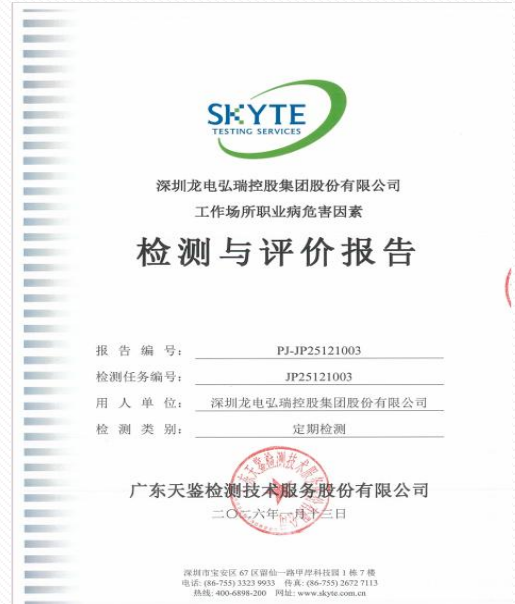 SKYTE
TESTING SERVICES
深圳龙电弘瑞控股集团股份有限公司
工作场所职业病危害因素
检测与评价报告
报告编号： PJ-JP25121003
检测任务编号： JP25121003
用人单位： 深圳龙电弘瑞控股集团股份有限公司
检测类别： 定期检测
广东天鉴检测技术服务股份有限公司
二〇二六年一月十三日
深圳市宝安区 67 区留仙一路甲岸科技园 1 栋 7 楼
电话: (86-755) 3323 9933 传真: (86-755) 2672 7113
热线: 400-6898-200 网址: www.skyte.com.cn